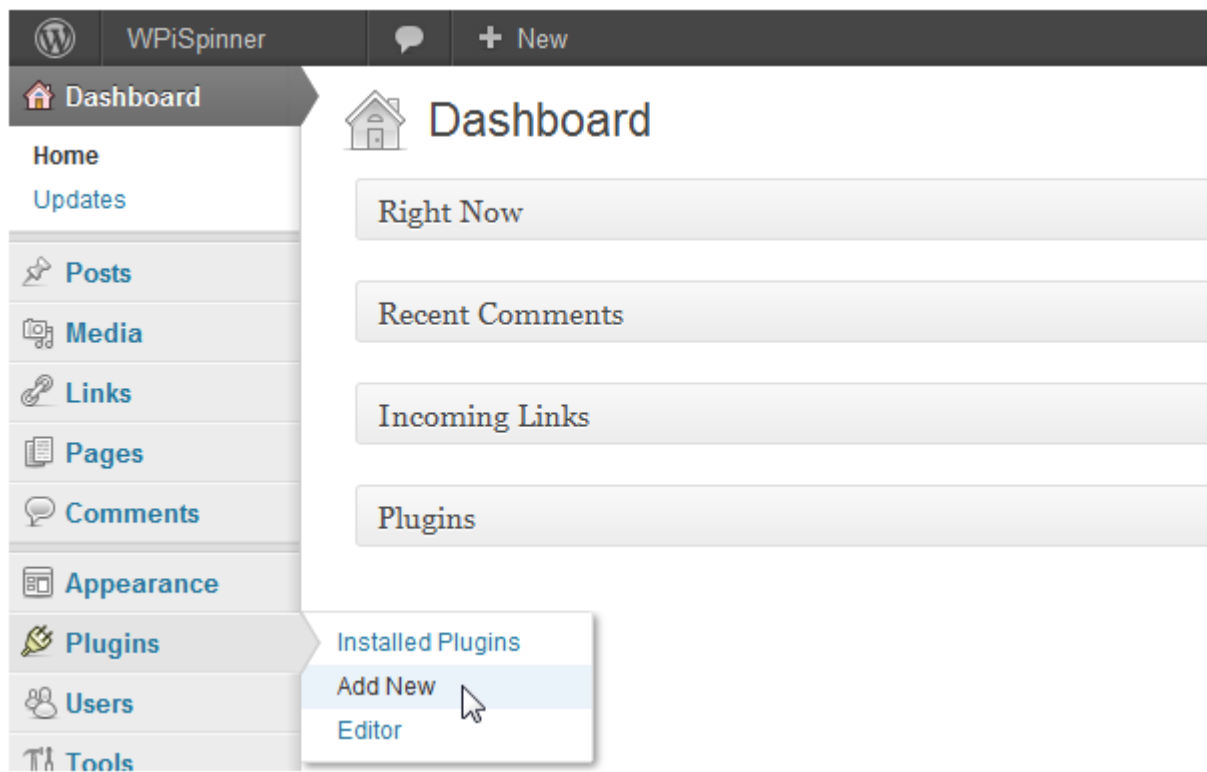 WPiSpinner
New
Dashboard
Home
Updates
Posts
Media
Links
Pages
Comments
Appearance
Plugins
Users
Tools
Dashboard
Right Now
Recent Comments
Incoming Links
Plugins
Installed Plugins
Add New
Editor